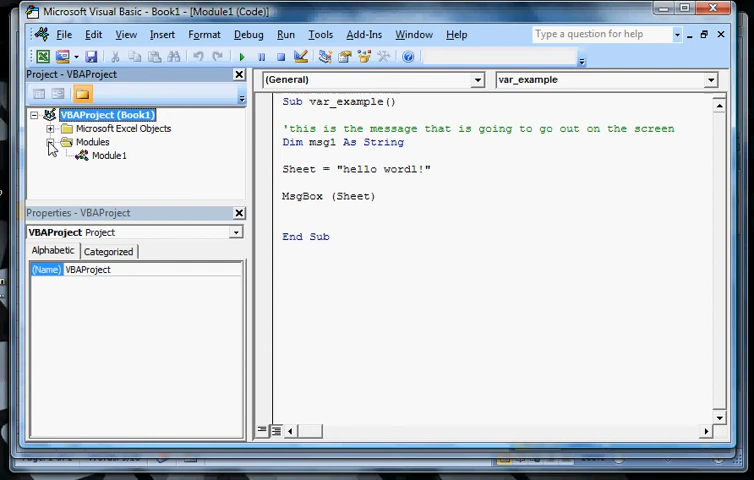 Microsoft Visual Basic - Book1 - [Module1 (Code)]
File Edit View Insert Format Debug Run Tools Add-Ins Window Help
Type a question for help
Project - VBAProject
(General)
var_example
VBAProject (Book1)
Microsoft Excel Objects
Modules
Module1
Properties - VBAProject
VBAProject Project
Alphabetic Categorized
(Name) VBAProject
Sub var_example()
'this is the message that is going to go out on the screen
Dim msg1 As String
Sheet = "hello wordl!"
MsgBox (Sheet)
End Sub